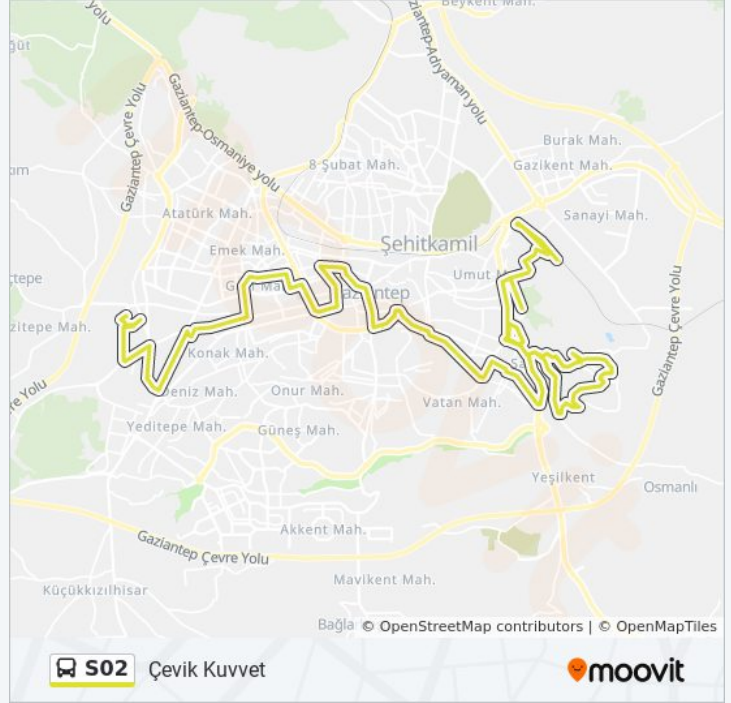 yolu
Beykent Mah.
Gaziantep-Adıyaman yolu
Gaziantep Çevre Yolu
Gaziantep-Osmaniye yolu
Burak Mah.
8 Şubat Mah.
Gazikent Mah.
Atatürk Mah.
Sanayi Mah.
Emek Mah.
Şehitkamil
Umut
Gaziantep Çevre Yolu
Konak Mah.
Deniz Mah.
Onur Mah.
Vatan Mah.
Yeditepe Mah.
Güneş Mah.
Yeşilkent
Osmanlı
Akkent Mah.
Gaziantep Çevre Yolu
Mavikent Mah.
Küçükkızılhisar
Bağla
© OpenStreetMap contributors | © OpenMapTiles
S02 Çevik Kuvvet
moovit